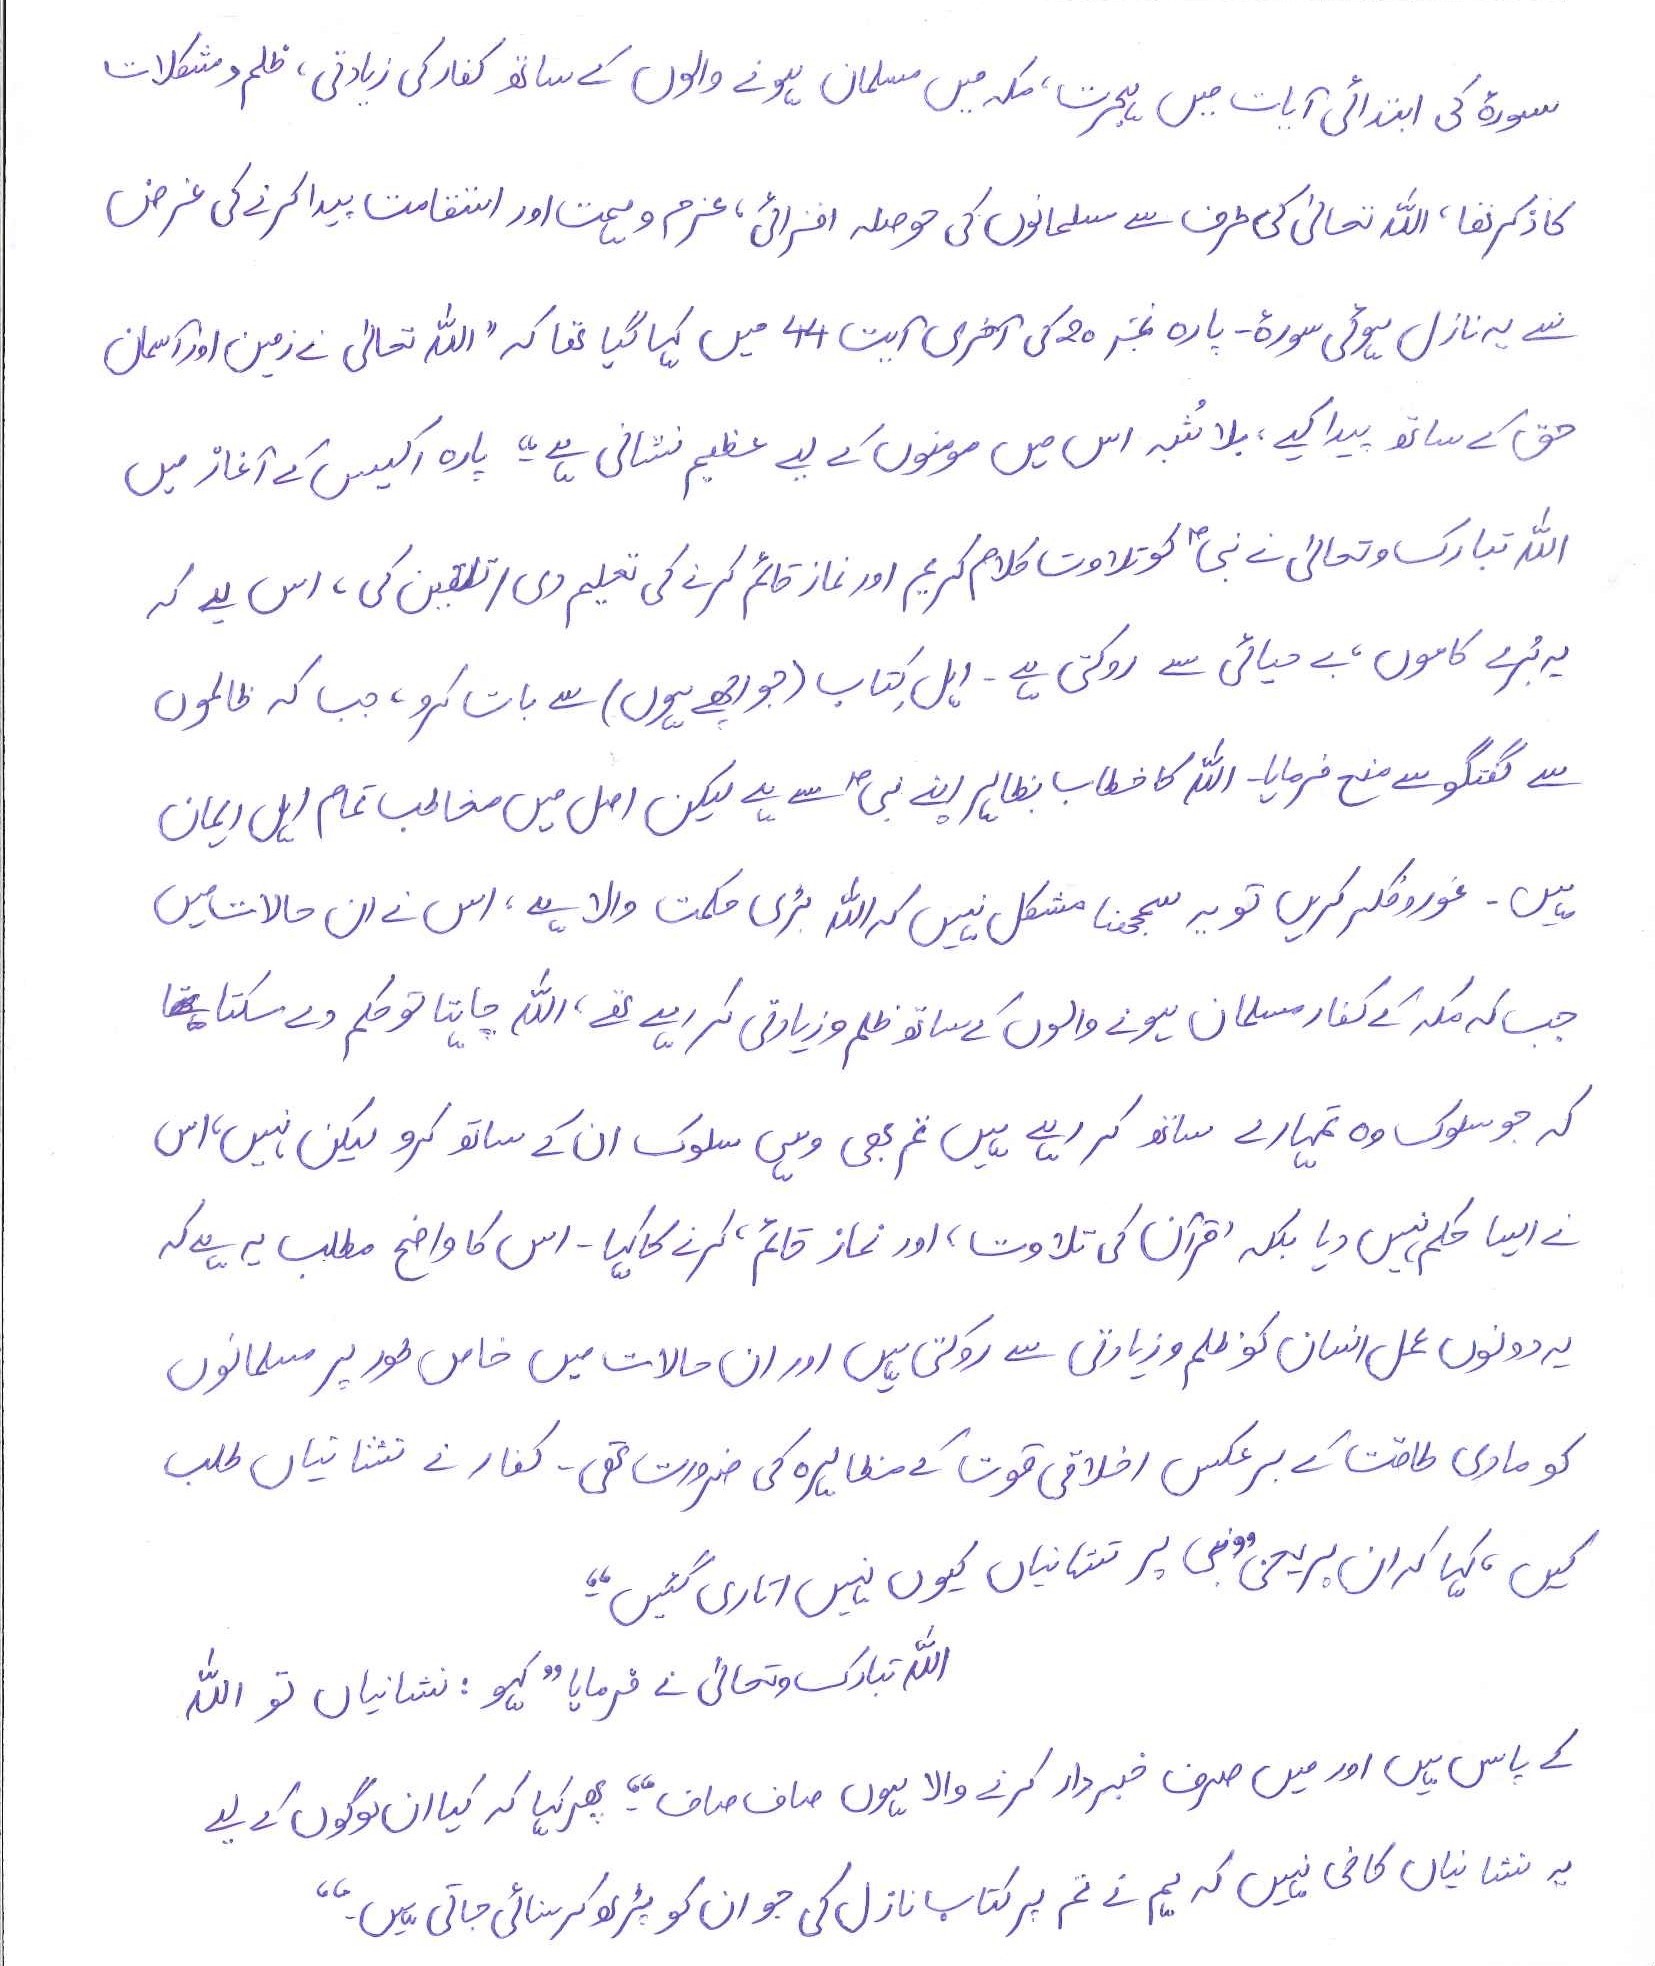 سورۃ کی ابتدائی آیات میں ہجرت، مکہ میں مسلمان ہونے والوں کے ساتھ کفار کی زیادتی، ظلم و مشکلات
کا ذکر تھا، اللہ تعالیٰ کی طرف سے مسلمانوں کی حوصلہ افزائی، عزم و ہمت اور استقامت پیدا کرنے کی غرض
سے یہ نازل ہوئی سورۃ۔ پارہ نمبر 20 کی آخری آیت 44 میں کہا گیا تھا کہ "اللہ تعالیٰ نے زمین اور آسمان
حق کے ساتھ پیدا کیے، بلا شُبہ اس میں مومنوں کے لیے عظیم نشانی ہے۔" پارہ اکیس کے آغاز میں
اللہ تبارک و تعالیٰ نے نبیؐ کو تلاوت کلام کریم اور نماز قائم کرنے کی تعلیم دی / تلقین کی، اس لیے کہ
یہ بُرے کاموں، بے حیائی سے روکتی ہے۔ اہلِ کتاب (جو اچھے ہوں) سے بات کرو، جب کہ ظالموں
سے گفتگو سے منع فرمایا۔ اللہ کا خطاب بظاہر اپنے نبیؐ سے ہے لیکن اصل میں مخاطب تمام اہل ایمان
ہیں۔ غور و فکر کریں تو یہ سمجھنا مشکل نہیں کہ اللہ بڑی حکمت والا ہے، اس نے ان حالات میں
جب کہ مکہ کے کفار مسلمان ہونے والوں کے ساتھ ظلم و زیادتی کر رہے تھے، اللہ چاہتا تو حکم دے سکتا تھا
کہ جو سلوک وہ تمہارے ساتھ کر رہے ہیں تم بھی وہی سلوک ان کے ساتھ کرو لیکن نہیں، اس
نے ایسا حکم نہیں دیا بلکہ 'قرآن کی تلاوت، اور نماز قائم' کرنے کا کہا۔ اس کا واضح مطلب یہ ہے کہ
یہ دونوں عمل انسان کو ظلم و زیادتی سے روکتی ہیں اور ان حالات میں خاص طور پر مسلمانوں
کو مادی طاقت کے برعکس اخلاقی قوت کے مظاہرہ کی ضرورت تھی۔ کفار نے نشانیاں طلب
کیں، کہا کہ ان پر یعنی "نبی پر نشانیاں کیوں نہیں اتاری گئیں"۔
اللہ تبارک و تعالیٰ نے فرمایا "کہو: نشانیاں تو اللہ
کے پاس ہیں اور میں صرف خبردار کرنے والا ہوں صاف صاف"۔ پھر کہا کہ کیا ان لوگوں کے لیے
یہ نشانیاں کافی نہیں کہ ہم نے تم پر کتاب نازل کی جو ان کو پڑھ کر سنائی جاتی ہیں۔"